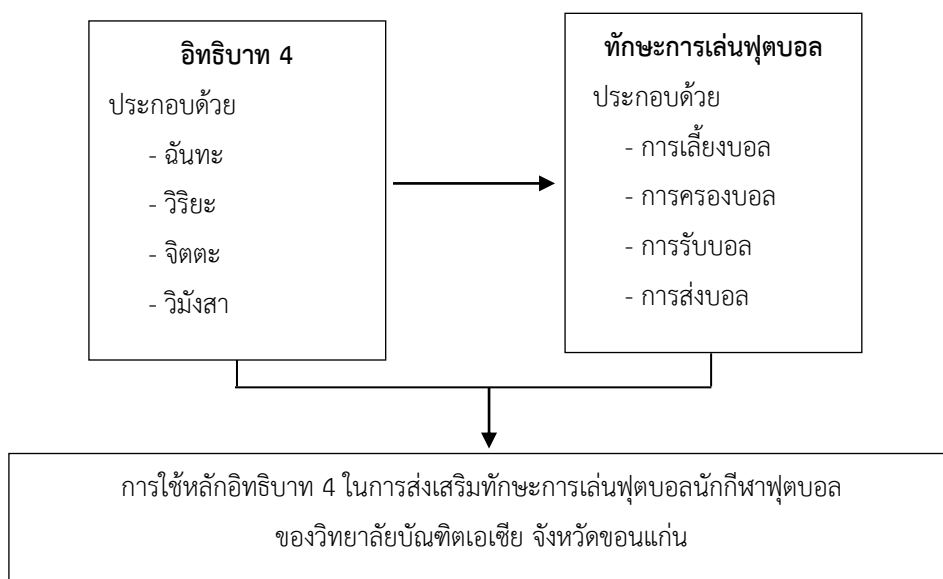 อิทธิบาท 4
ประกอบด้วย
- ฉันทะ
- วิริยะ
- จิตตะ
- วิมังสา
ทักษะการเล่นฟุตบอล
ประกอบด้วย
- การเลี้ยงบอล
- การครองบอล
- การรับบอล
- การส่งบอล
การใช้หลักอิทธิบาท 4 ในการส่งเสริมทักษะการเล่นฟุตบอลนักกีฬาฟุตบอล
ของวิทยาลัยบัณฑิตเอเซีย จังหวัดขอนแก่น